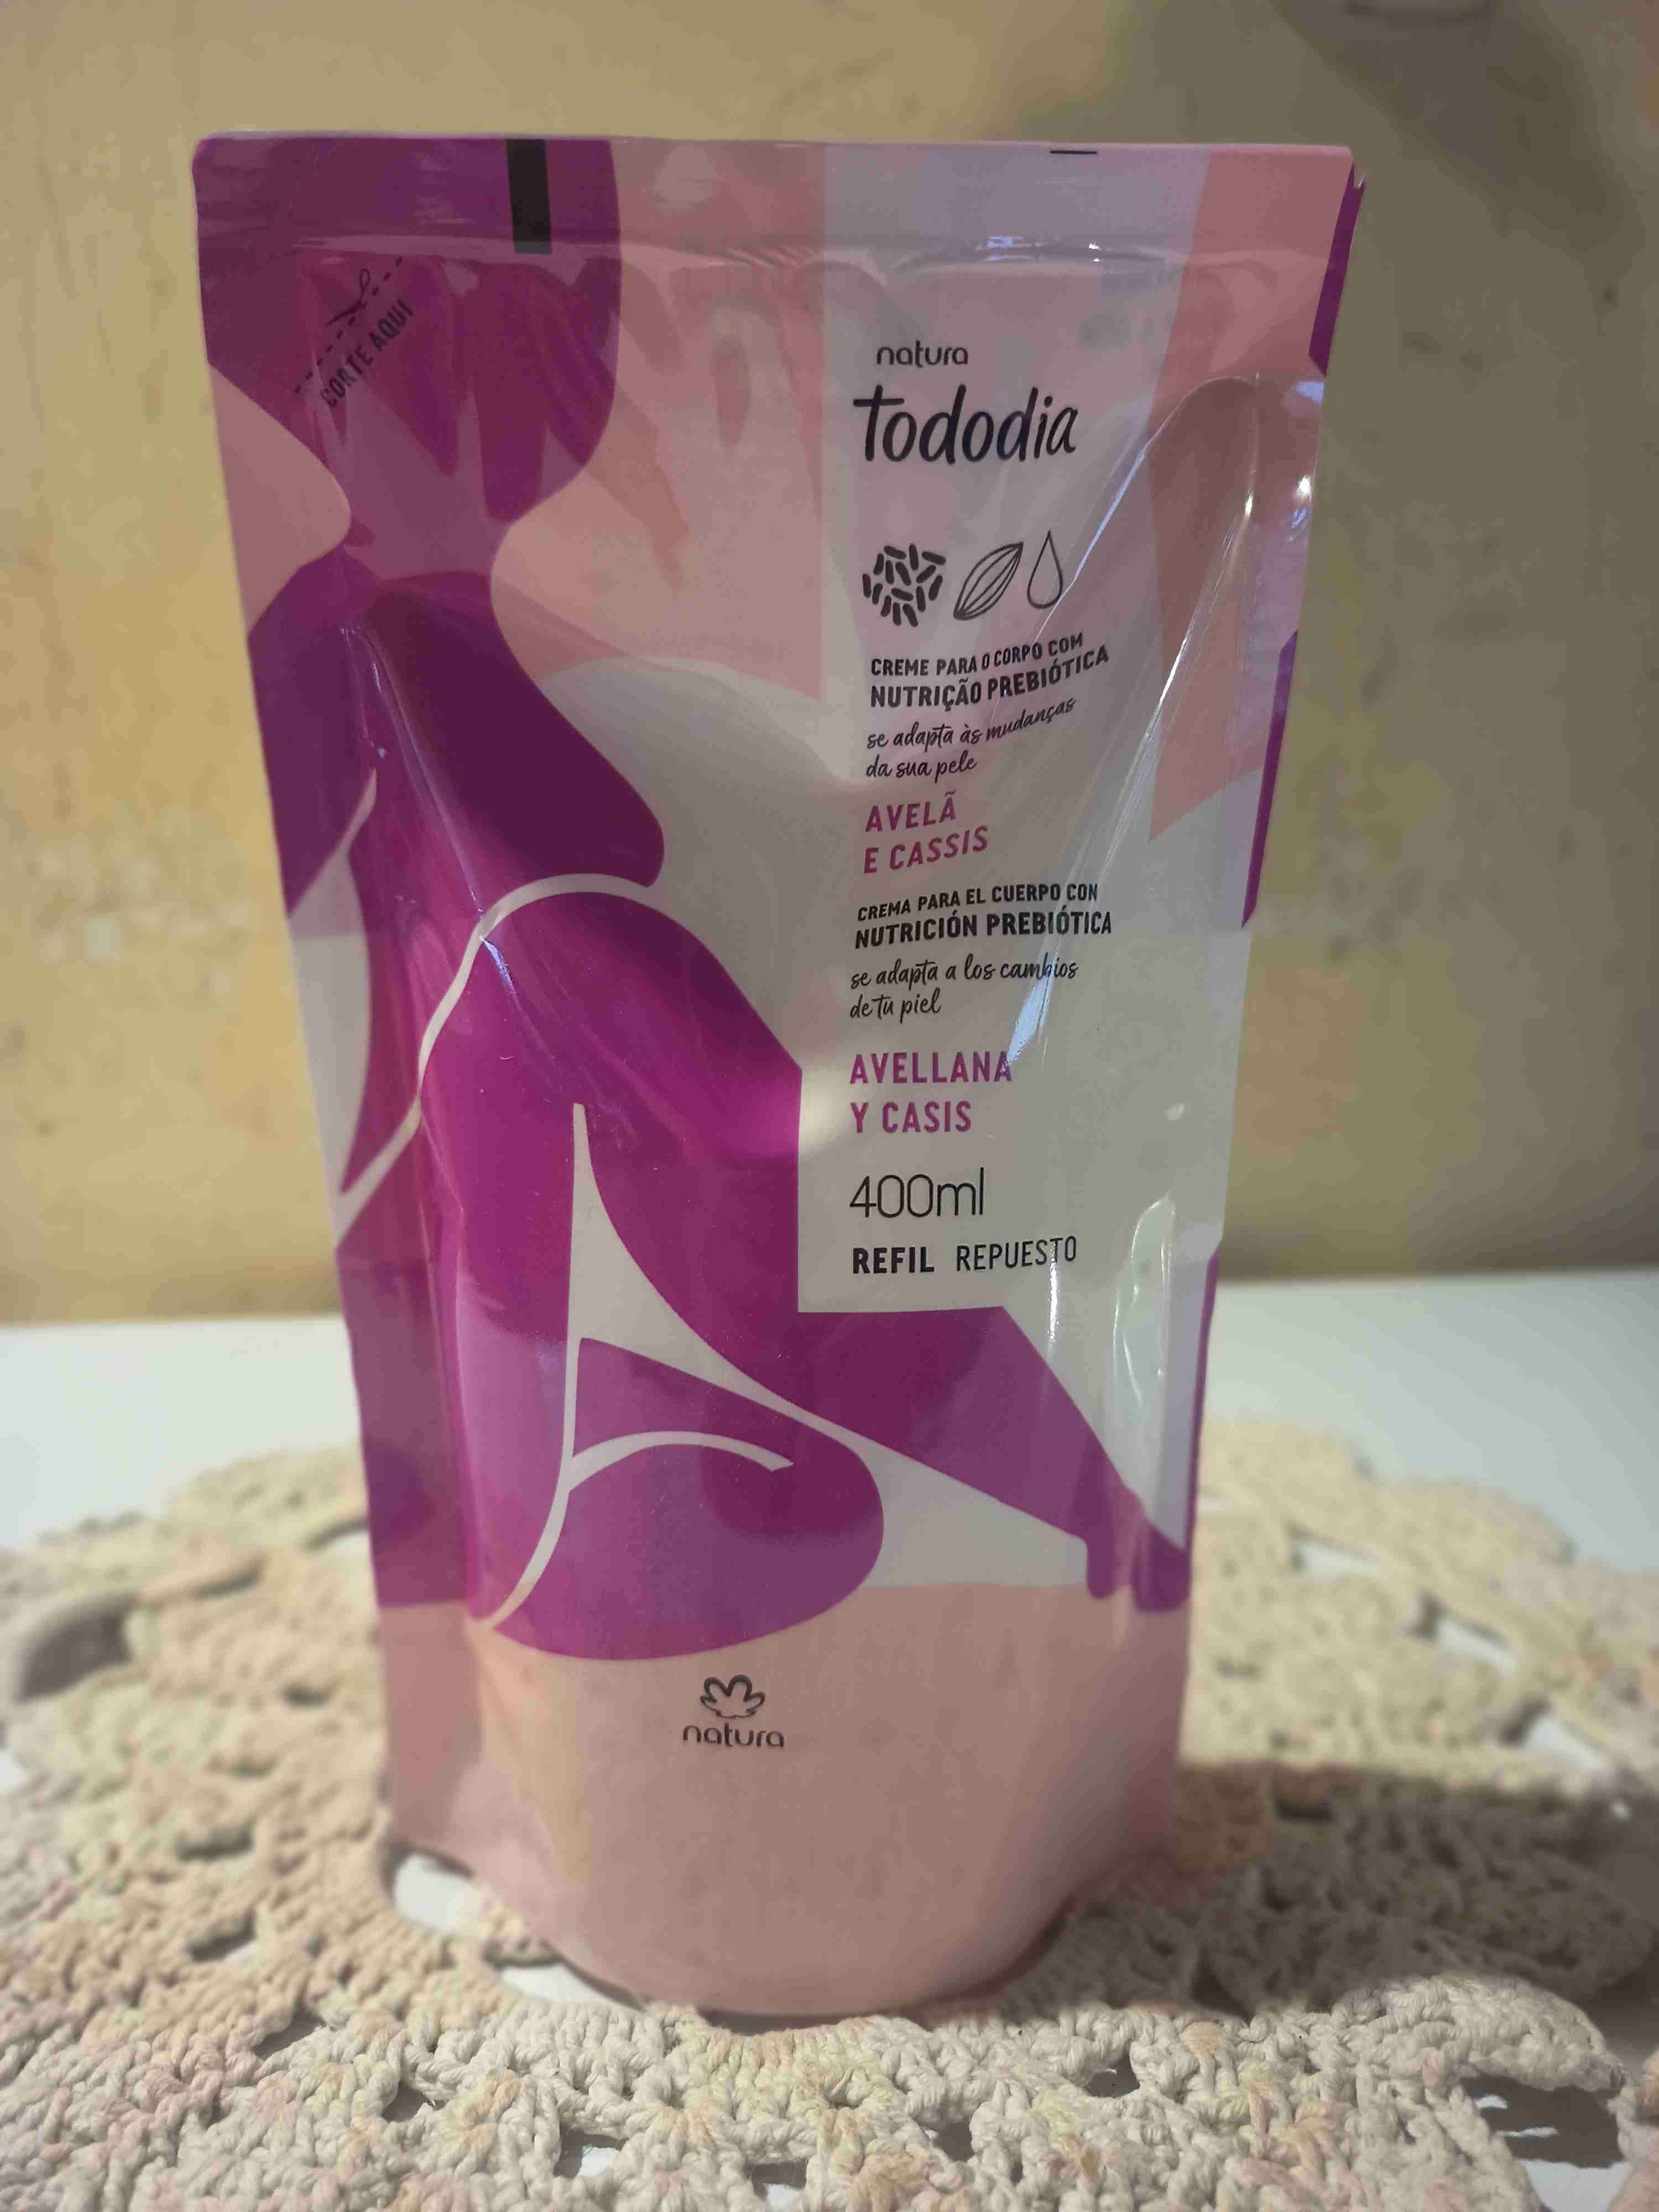 CORTE AQUI
natura
tododia
CREME PARA O CORPO COM
NUTRIÇÃO PREBIÓTICA
se adapta às mudanças
da sua pele
AVELÃ
E CASSIS
CREMA PARA EL CUERPO CON
NUTRICIÓN PREBIÓTICA
se adapta a los cambios
de tu piel
AVELLANA
Y CASIS
400ml
REFIL REPUESTO
natura